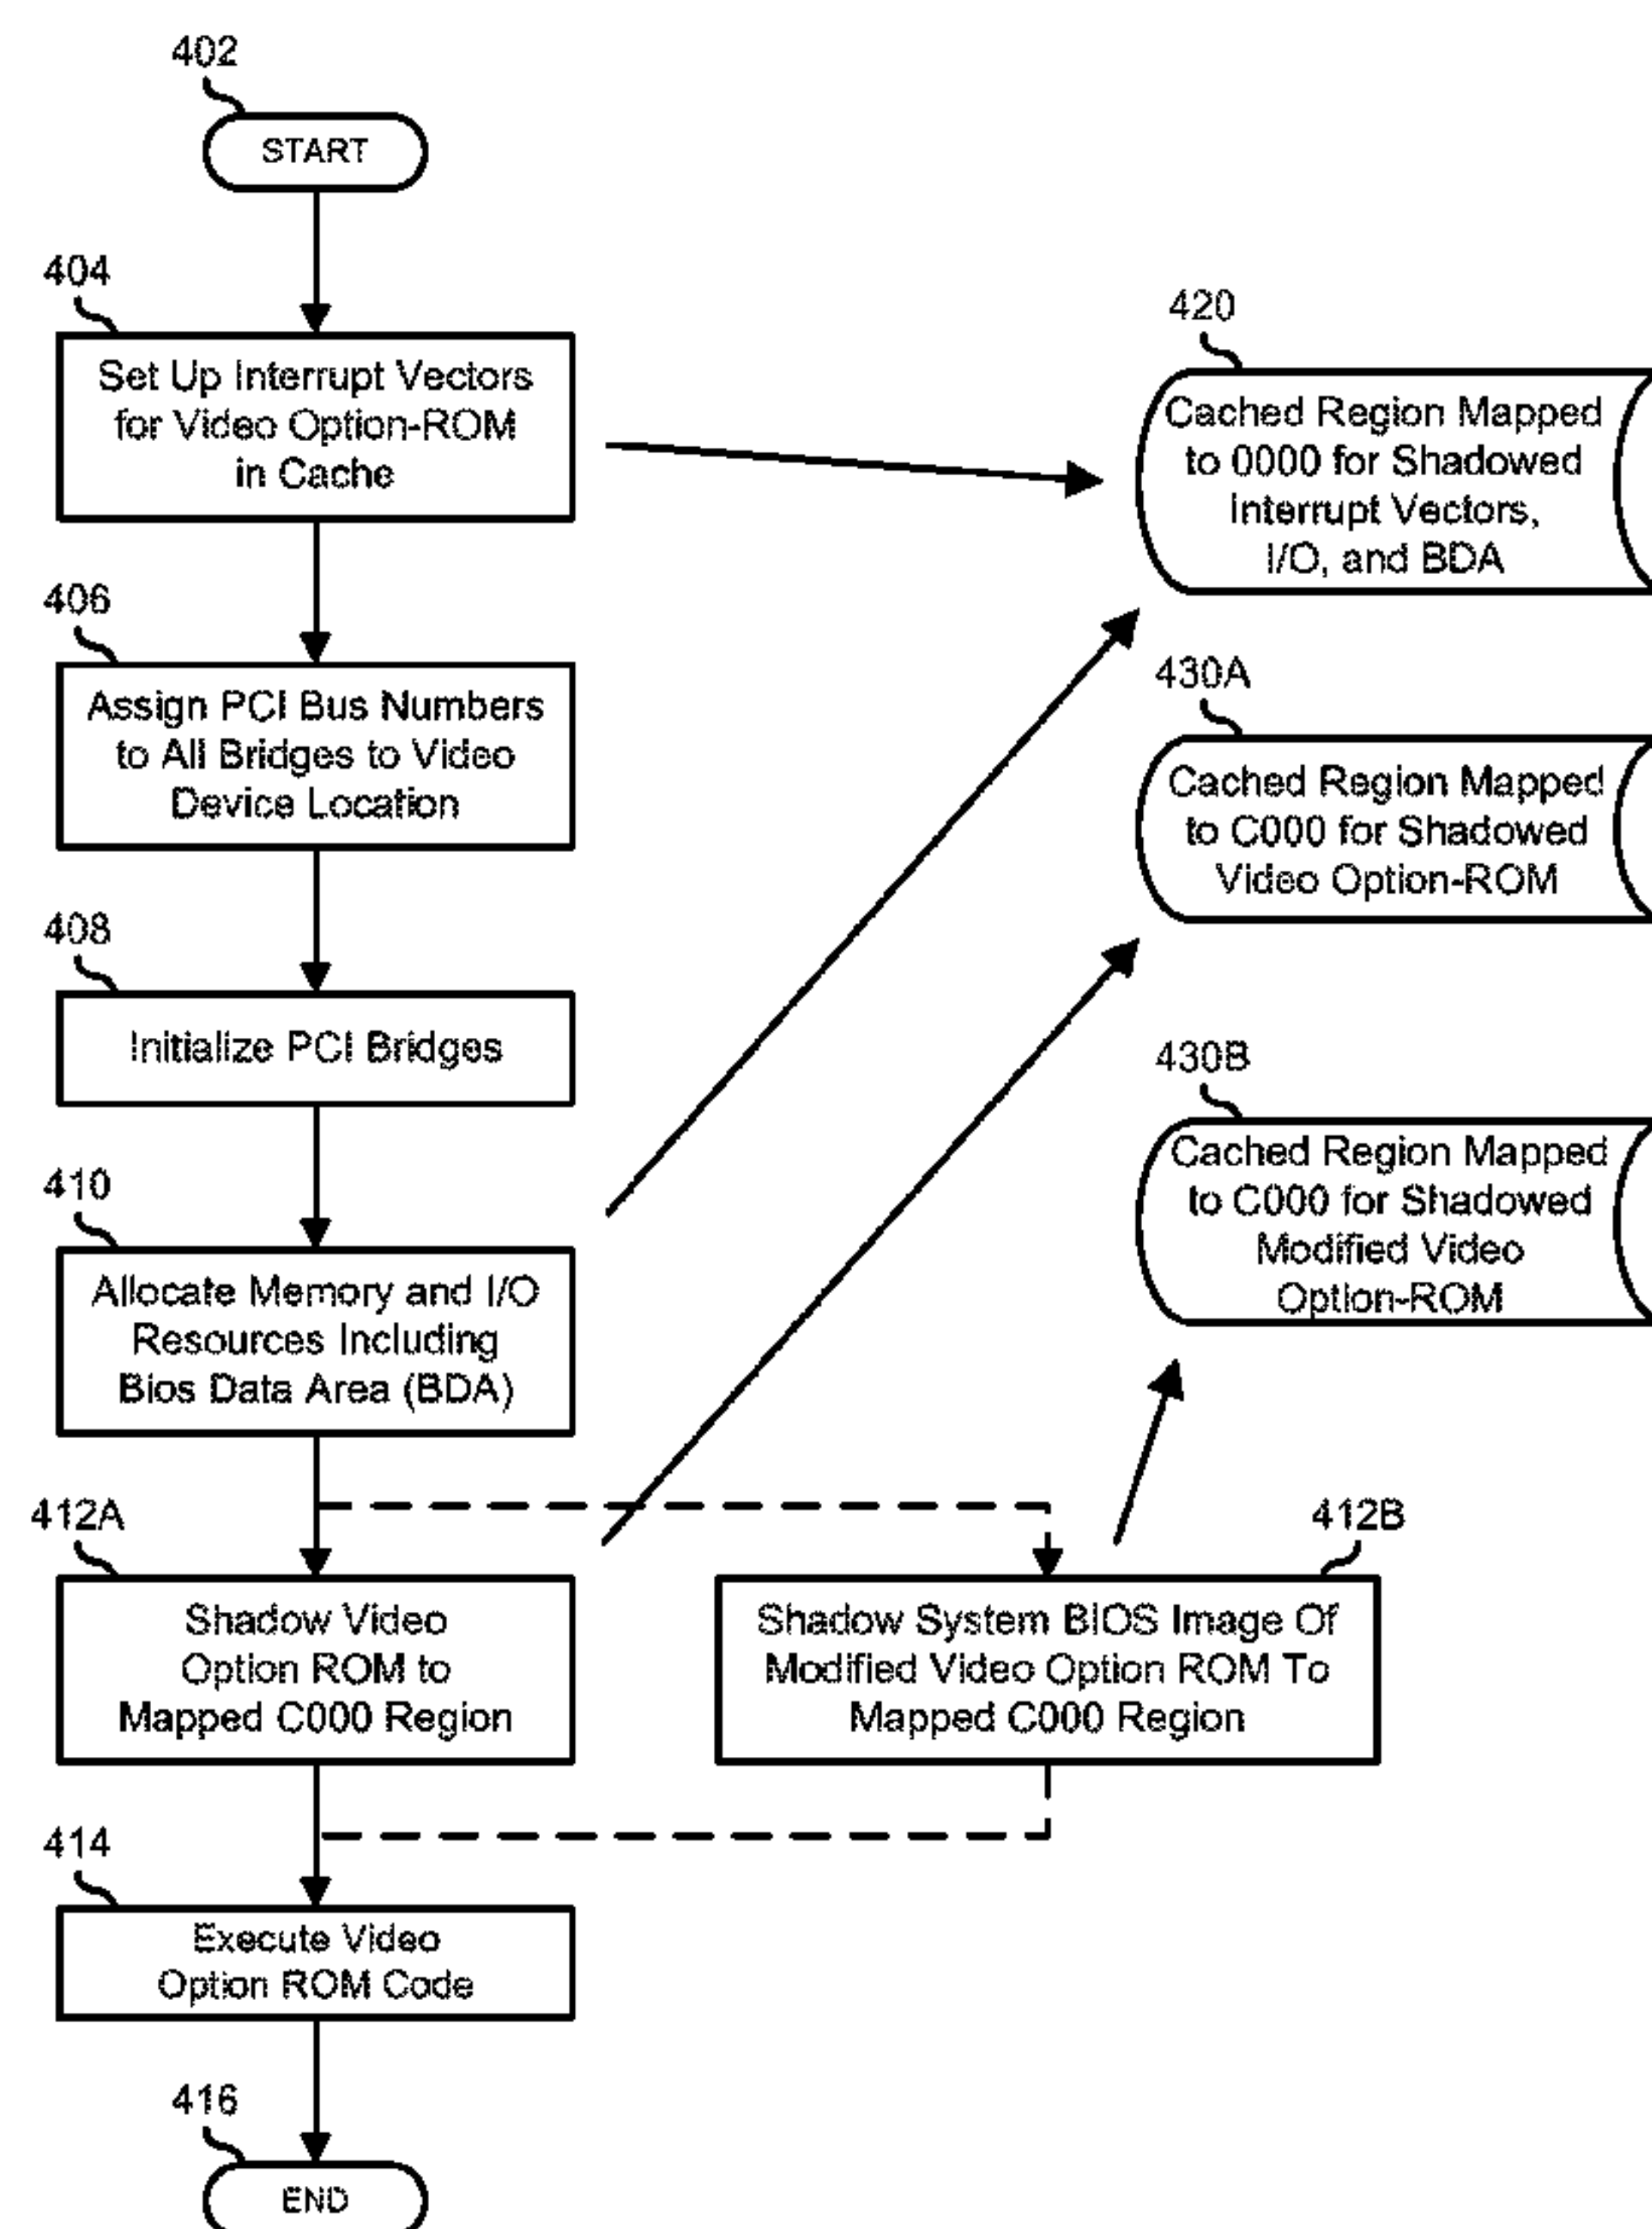 402
START
404
Set Up Interrupt Vectors
for Video Option-ROM
in Cache
420
Cached Region Mapped
to 0000 for Shadowed
Interrupt Vectors,
I/O, and BDA
406
Assign PCI Bus Numbers
to All Bridges to Video
Device Location
430A
Cached Region Mapped
to C000 for Shadowed
Video Option-ROM
408
Initialize PCI Bridges
430B
Cached Region Mapped
to C000 for Shadowed
Modified Video
Option-ROM
410
Allocate Memory and I/O
Resources Including
Bios Data Area (BDA)
412A
Shadow Video
Option ROM to
Mapped C000 Region
412B
Shadow System BIOS Image Of
Modified Video Option ROM To
Mapped C000 Region
414
Execute Video
Option ROM Code
416
END